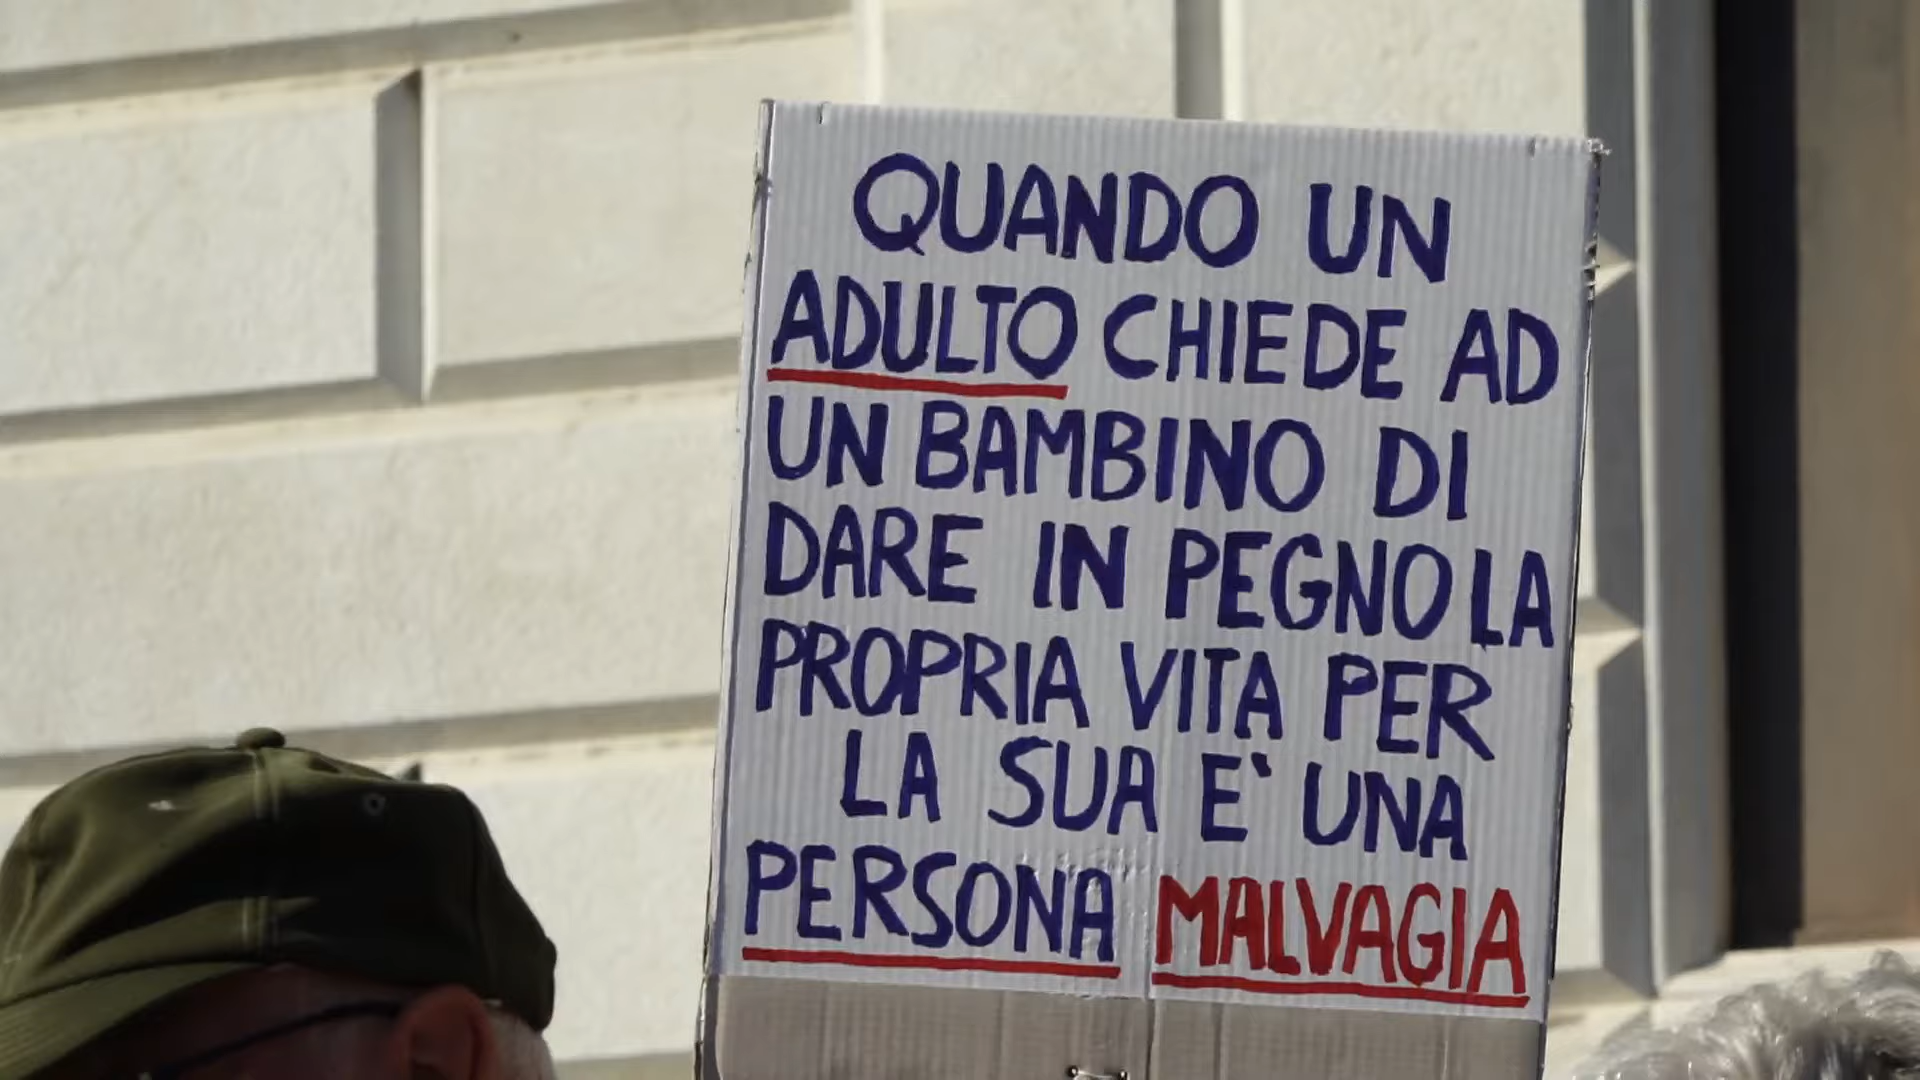 QUANDO UN
ADULTO CHIEDE AD
UN BAMBINO DI
DARE IN PEGNO LA
PROPRIA VITA PER
LA SUA E' UNA
PERSONA MALVAGIA